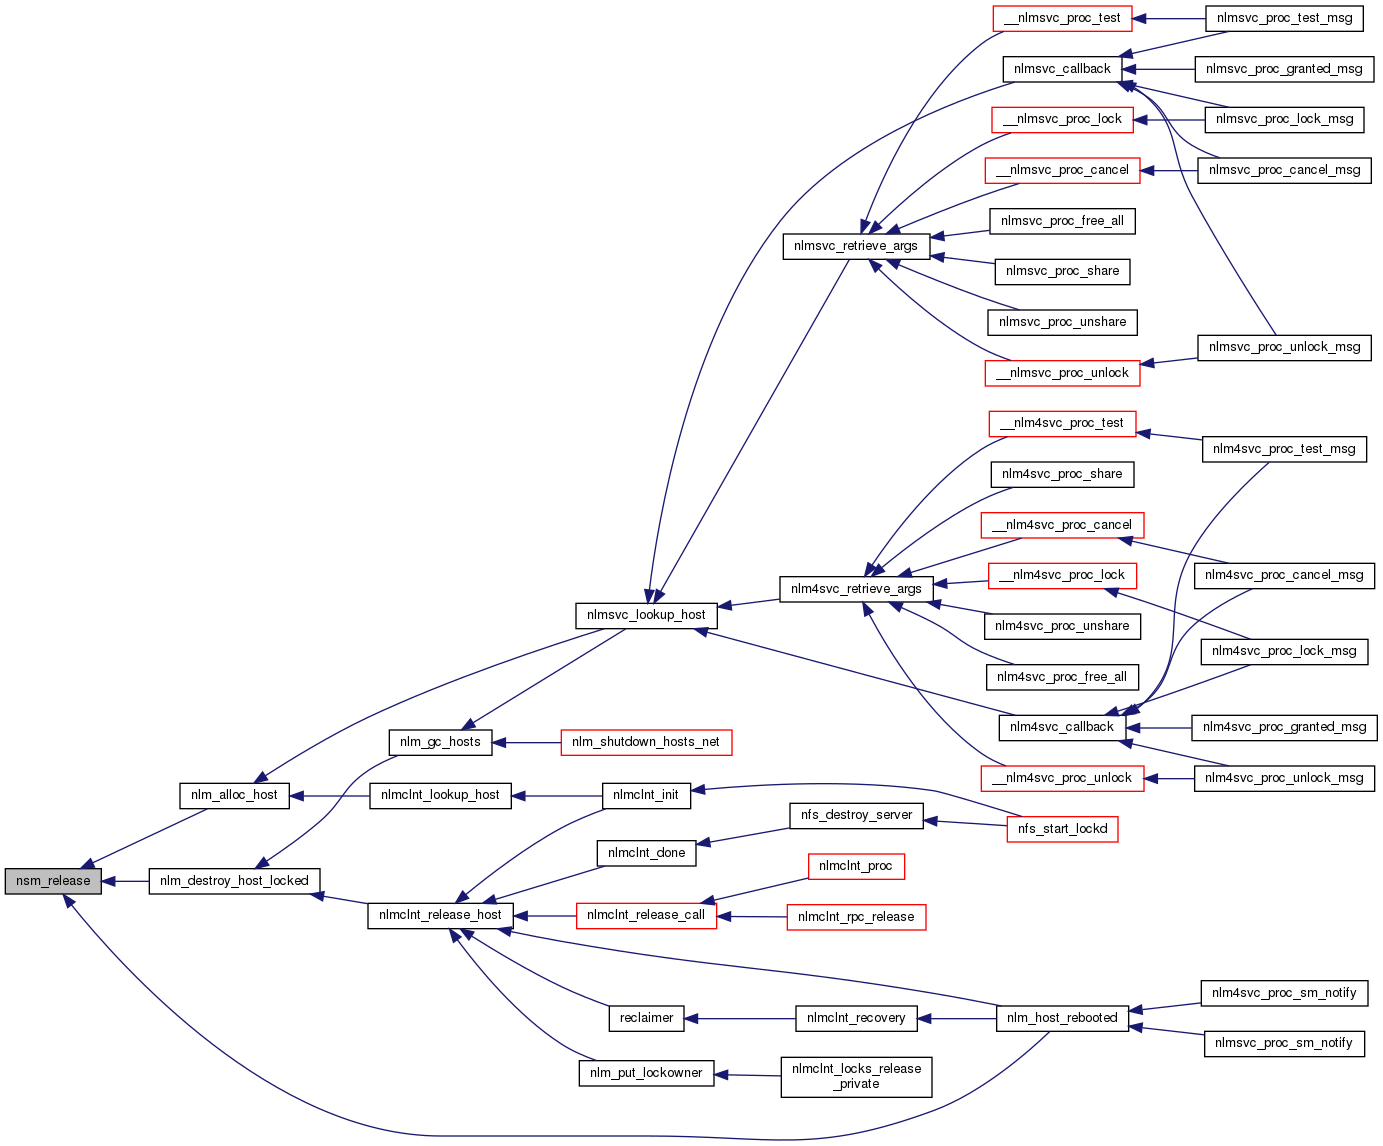 __nlmsvc_proc_test
nlmsvc_proc_test_msg
nlmsvc_callback
nlmsvc_proc_granted_msg
__nlmsvc_proc_lock
nlmsvc_proc_lock_msg
__nlmsvc_proc_cancel
nlmsvc_proc_cancel_msg
nlmsvc_proc_free_all
nlmsvc_retrieve_args
nlmsvc_proc_share
nlmsvc_proc_unshare
nlmsvc_proc_unlock_msg
__nlmsvc_proc_unlock
__nlm4svc_proc_test
nlm4svc_proc_test_msg
nlm4svc_proc_share
__nlm4svc_proc_cancel
nlm4svc_proc_cancel_msg
__nlm4svc_proc_lock
nlm4svc_retrieve_args
nlmsvc_lookup_host
nlm4svc_proc_unshare
nlm4svc_proc_lock_msg
nlm4svc_proc_free_all
nlm4svc_callback
nlm4svc_proc_granted_msg
nlm_gc_hosts
nlm_shutdown_hosts_net
__nlm4svc_proc_unlock
nlm4svc_proc_unlock_msg
nlm_alloc_host
nlmclnt_lookup_host
nlmclnt_init
nfs_destroy_server
nfs_start_lockd
nlmclnt_done
nlmclnt_proc
nsm_release
nlm_destroy_host_locked
nlmclnt_release_host
nlmclnt_release_call
nlmclnt_rpc_release
nlm4svc_proc_sm_notify
reclaimer
nlmclnt_recovery
nlm_host_rebooted
nlmsvc_proc_sm_notify
nlm_put_lockowner
nlmclnt_locks_release
_private